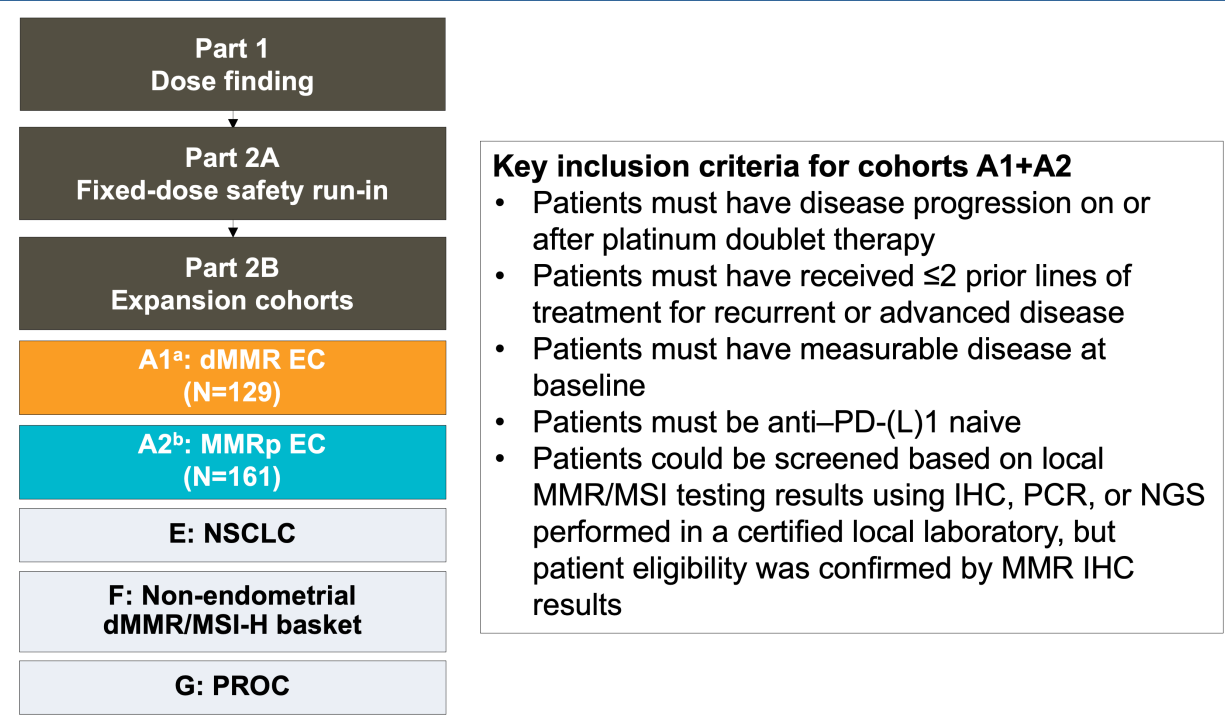 Part 1
Dose finding
Part 2A
Fixed-dose safety run-in
Part 2B
Expansion cohorts
A1ᵃ: dMMR EC
(N=129)
A2ᵇ: MMRp EC
(N=161)
E: NSCLC
F: Non-endometrial
dMMR/MSI-H basket
G: PROC
Key inclusion criteria for cohorts A1+A2
• Patients must have disease progression on or
after platinum doublet therapy
• Patients must have received ≤2 prior lines of
treatment for recurrent or advanced disease
• Patients must have measurable disease at
baseline
• Patients must be anti–PD-(L)1 naive
• Patients could be screened based on local
MMR/MSI testing results using IHC, PCR, or NGS
performed in a certified local laboratory, but
patient eligibility was confirmed by MMR IHC
results